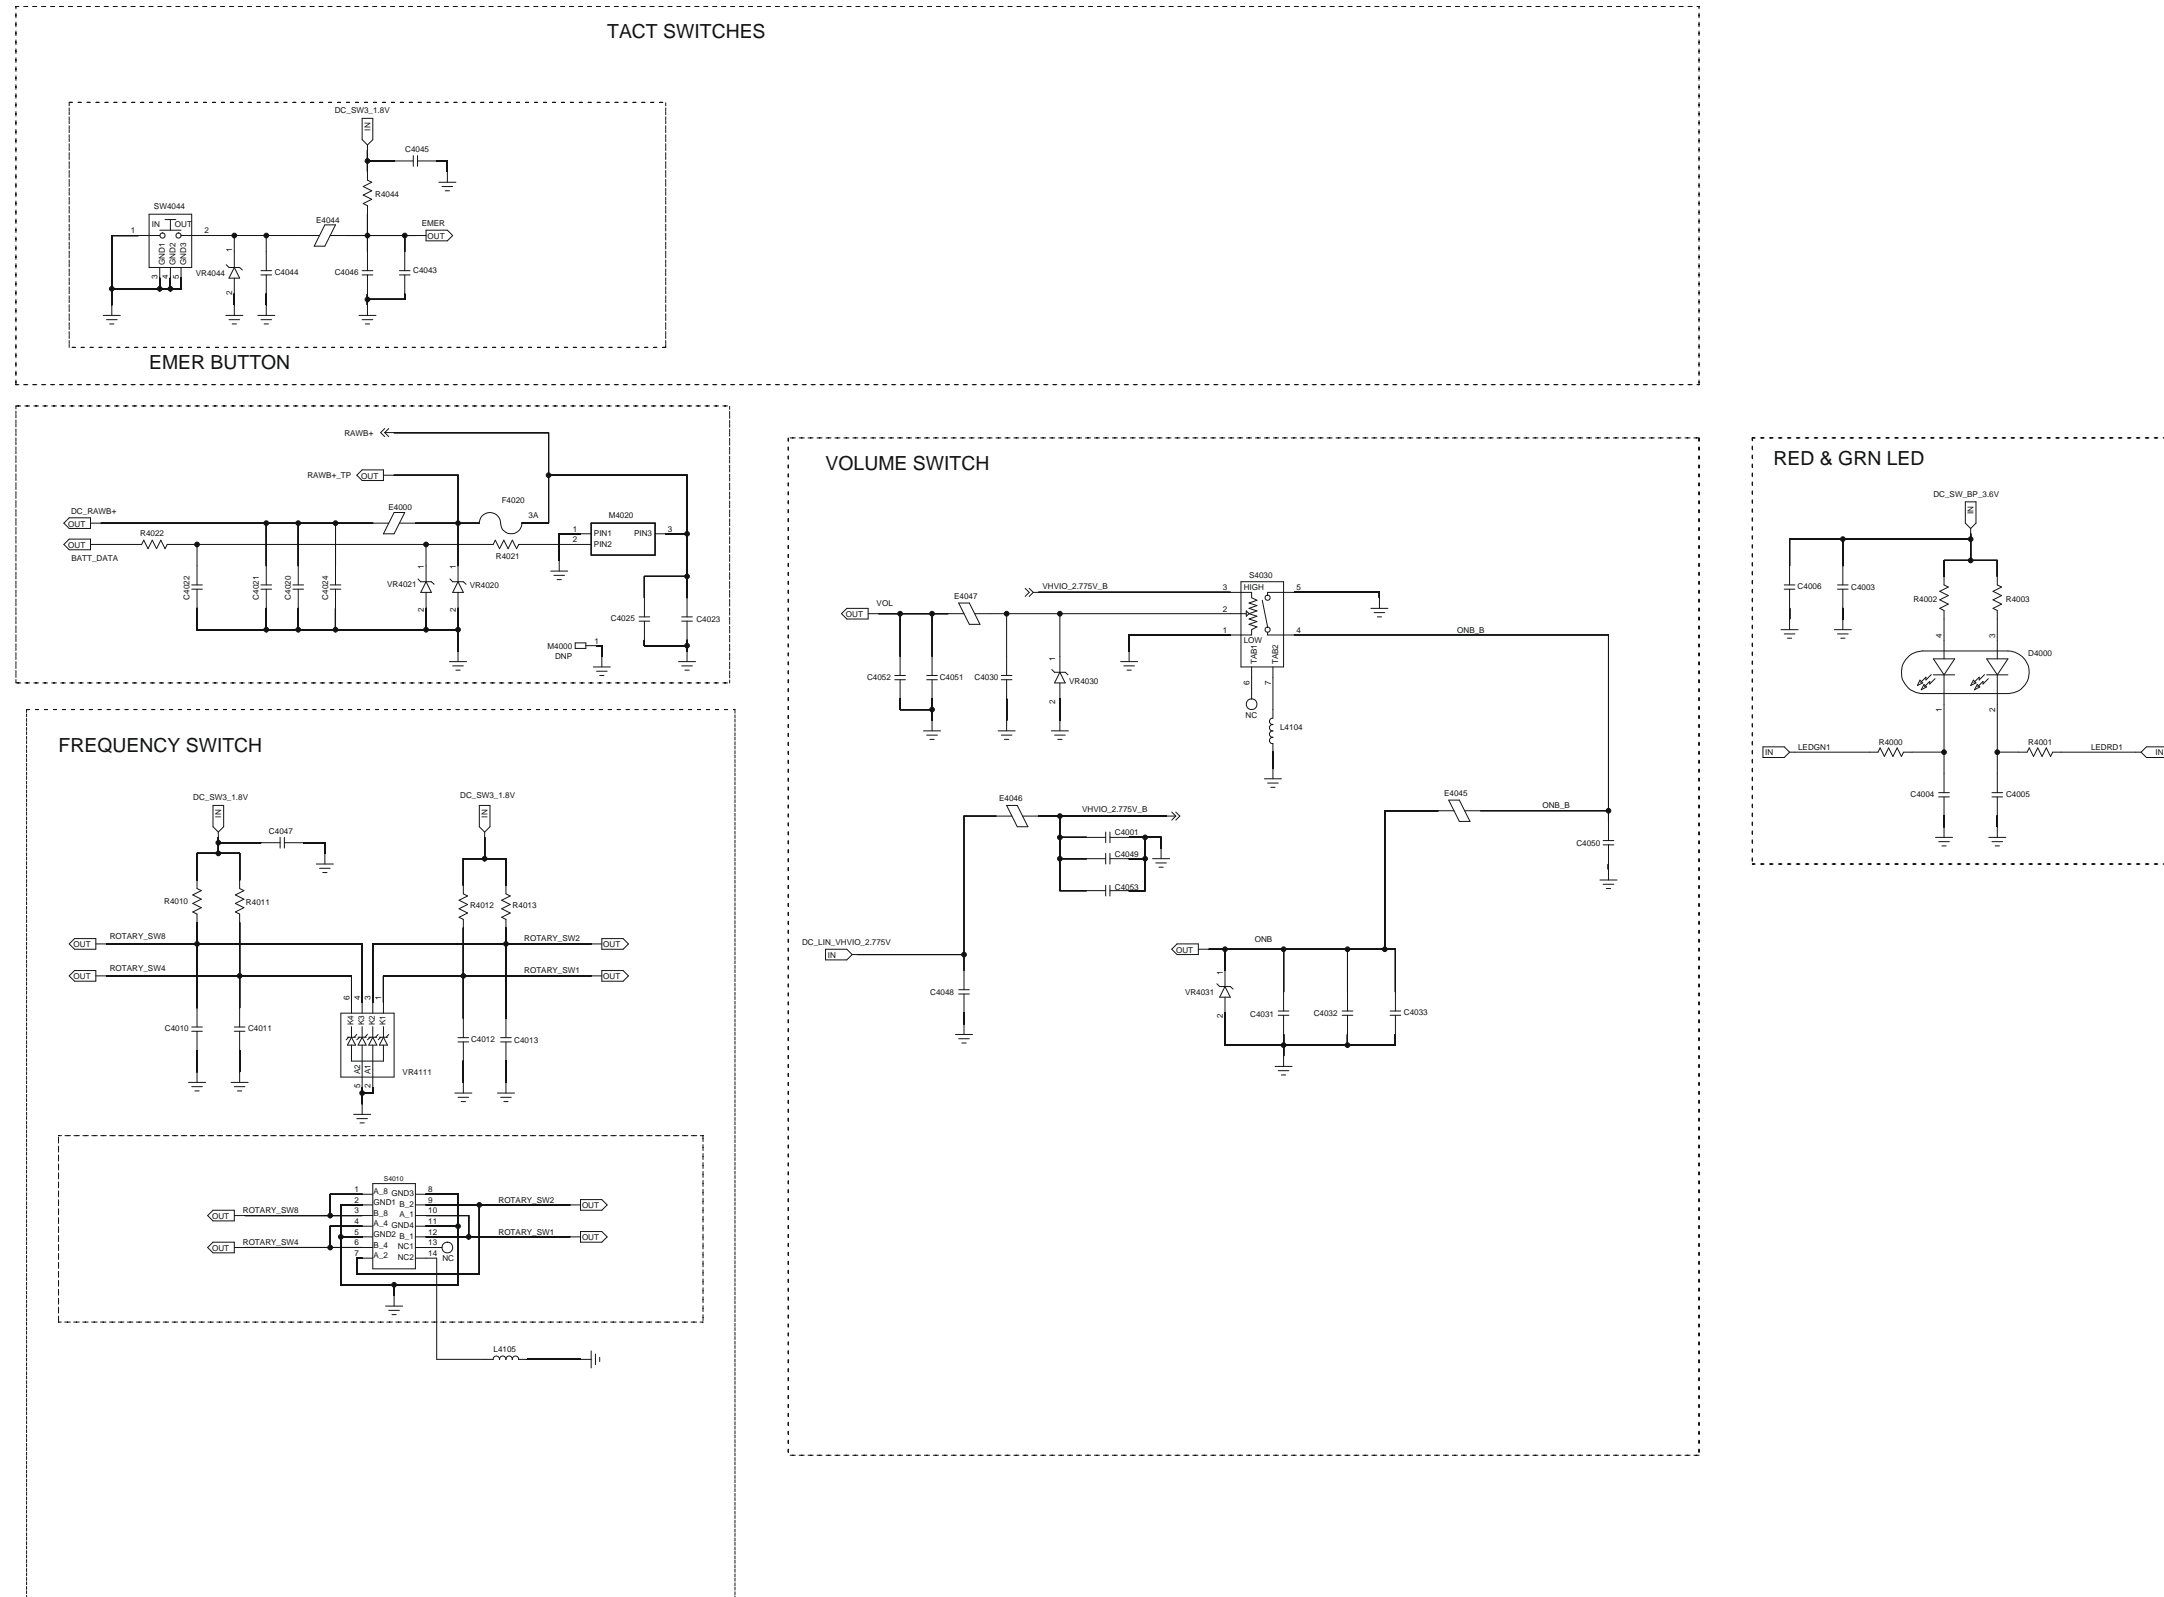 TACT SWITCHES
DC_SW3_1.8V
IN
C4045
R4044
SW4044
IN OUT
1
2
GND1
GND2
GND3
3
4
5
E4044
EMER
OUT
1
VR4044
2
C4044
C4046
C4043
EMER BUTTON
RAWB+
RAWB+_TP
OUT
F4020
3A
DC_RAWB+
OUT
E4000
M4020
1
PIN1
PIN3
3
2
PIN2
OUT
BATT_DATA
R4022
R4021
C4022
C4021
C4020
C4024
1
VR4021
2
1
VR4020
2
C4025
C4023
M4000
DNP
1
FREQUENCY SWITCH
DC_SW3_1.8V
IN
C4047
DC_SW3_1.8V
IN
R4010
R4011
R4012
R4013
OUT
ROTARY_SW8
ROTARY_SW2
OUT
OUT
ROTARY_SW4
ROTARY_SW1
OUT
6
4
3
1
K4
K3
K2
K1
C4010
C4011
C4012
C4013
A2
A1
VR4111
5
2
S4010
1
A_8
GND3
8
2
GND1
B_2
9
3
B_8
A_1
10
4
A_4
GND4
11
5
GND2
B_1
12
6
B_4
NC1
13
7
A_2
NC2
14
NC
OUT
ROTARY_SW8
ROTARY_SW2
OUT
OUT
ROTARY_SW4
ROTARY_SW1
OUT
L4105
VOLUME SWITCH
VHVIO_2.775V_B
S4030
3
HIGH
5
OUT
VOL
E4047
2
1
LOW
4
ONB_B
TAB1
TAB2
6
7
NC
L4104
C4052
C4051
C4030
1
VR4030
2
E4046
VHVIO_2.775V_B
C4001
C4049
C4053
E4045
ONB_B
C4050
DC_LIN_VHVIO_2.775V
IN
C4048
OUT
ONB
1
VR4031
2
C4031
C4032
C4033
RED & GRN LED
DC_SW_BP_3.6V
IN
C4006
C4003
R4002
R4003
4
3
D4000
1
2
IN
LEDGN1
R4000
R4001
LEDRD1
IN
C4004
C4005